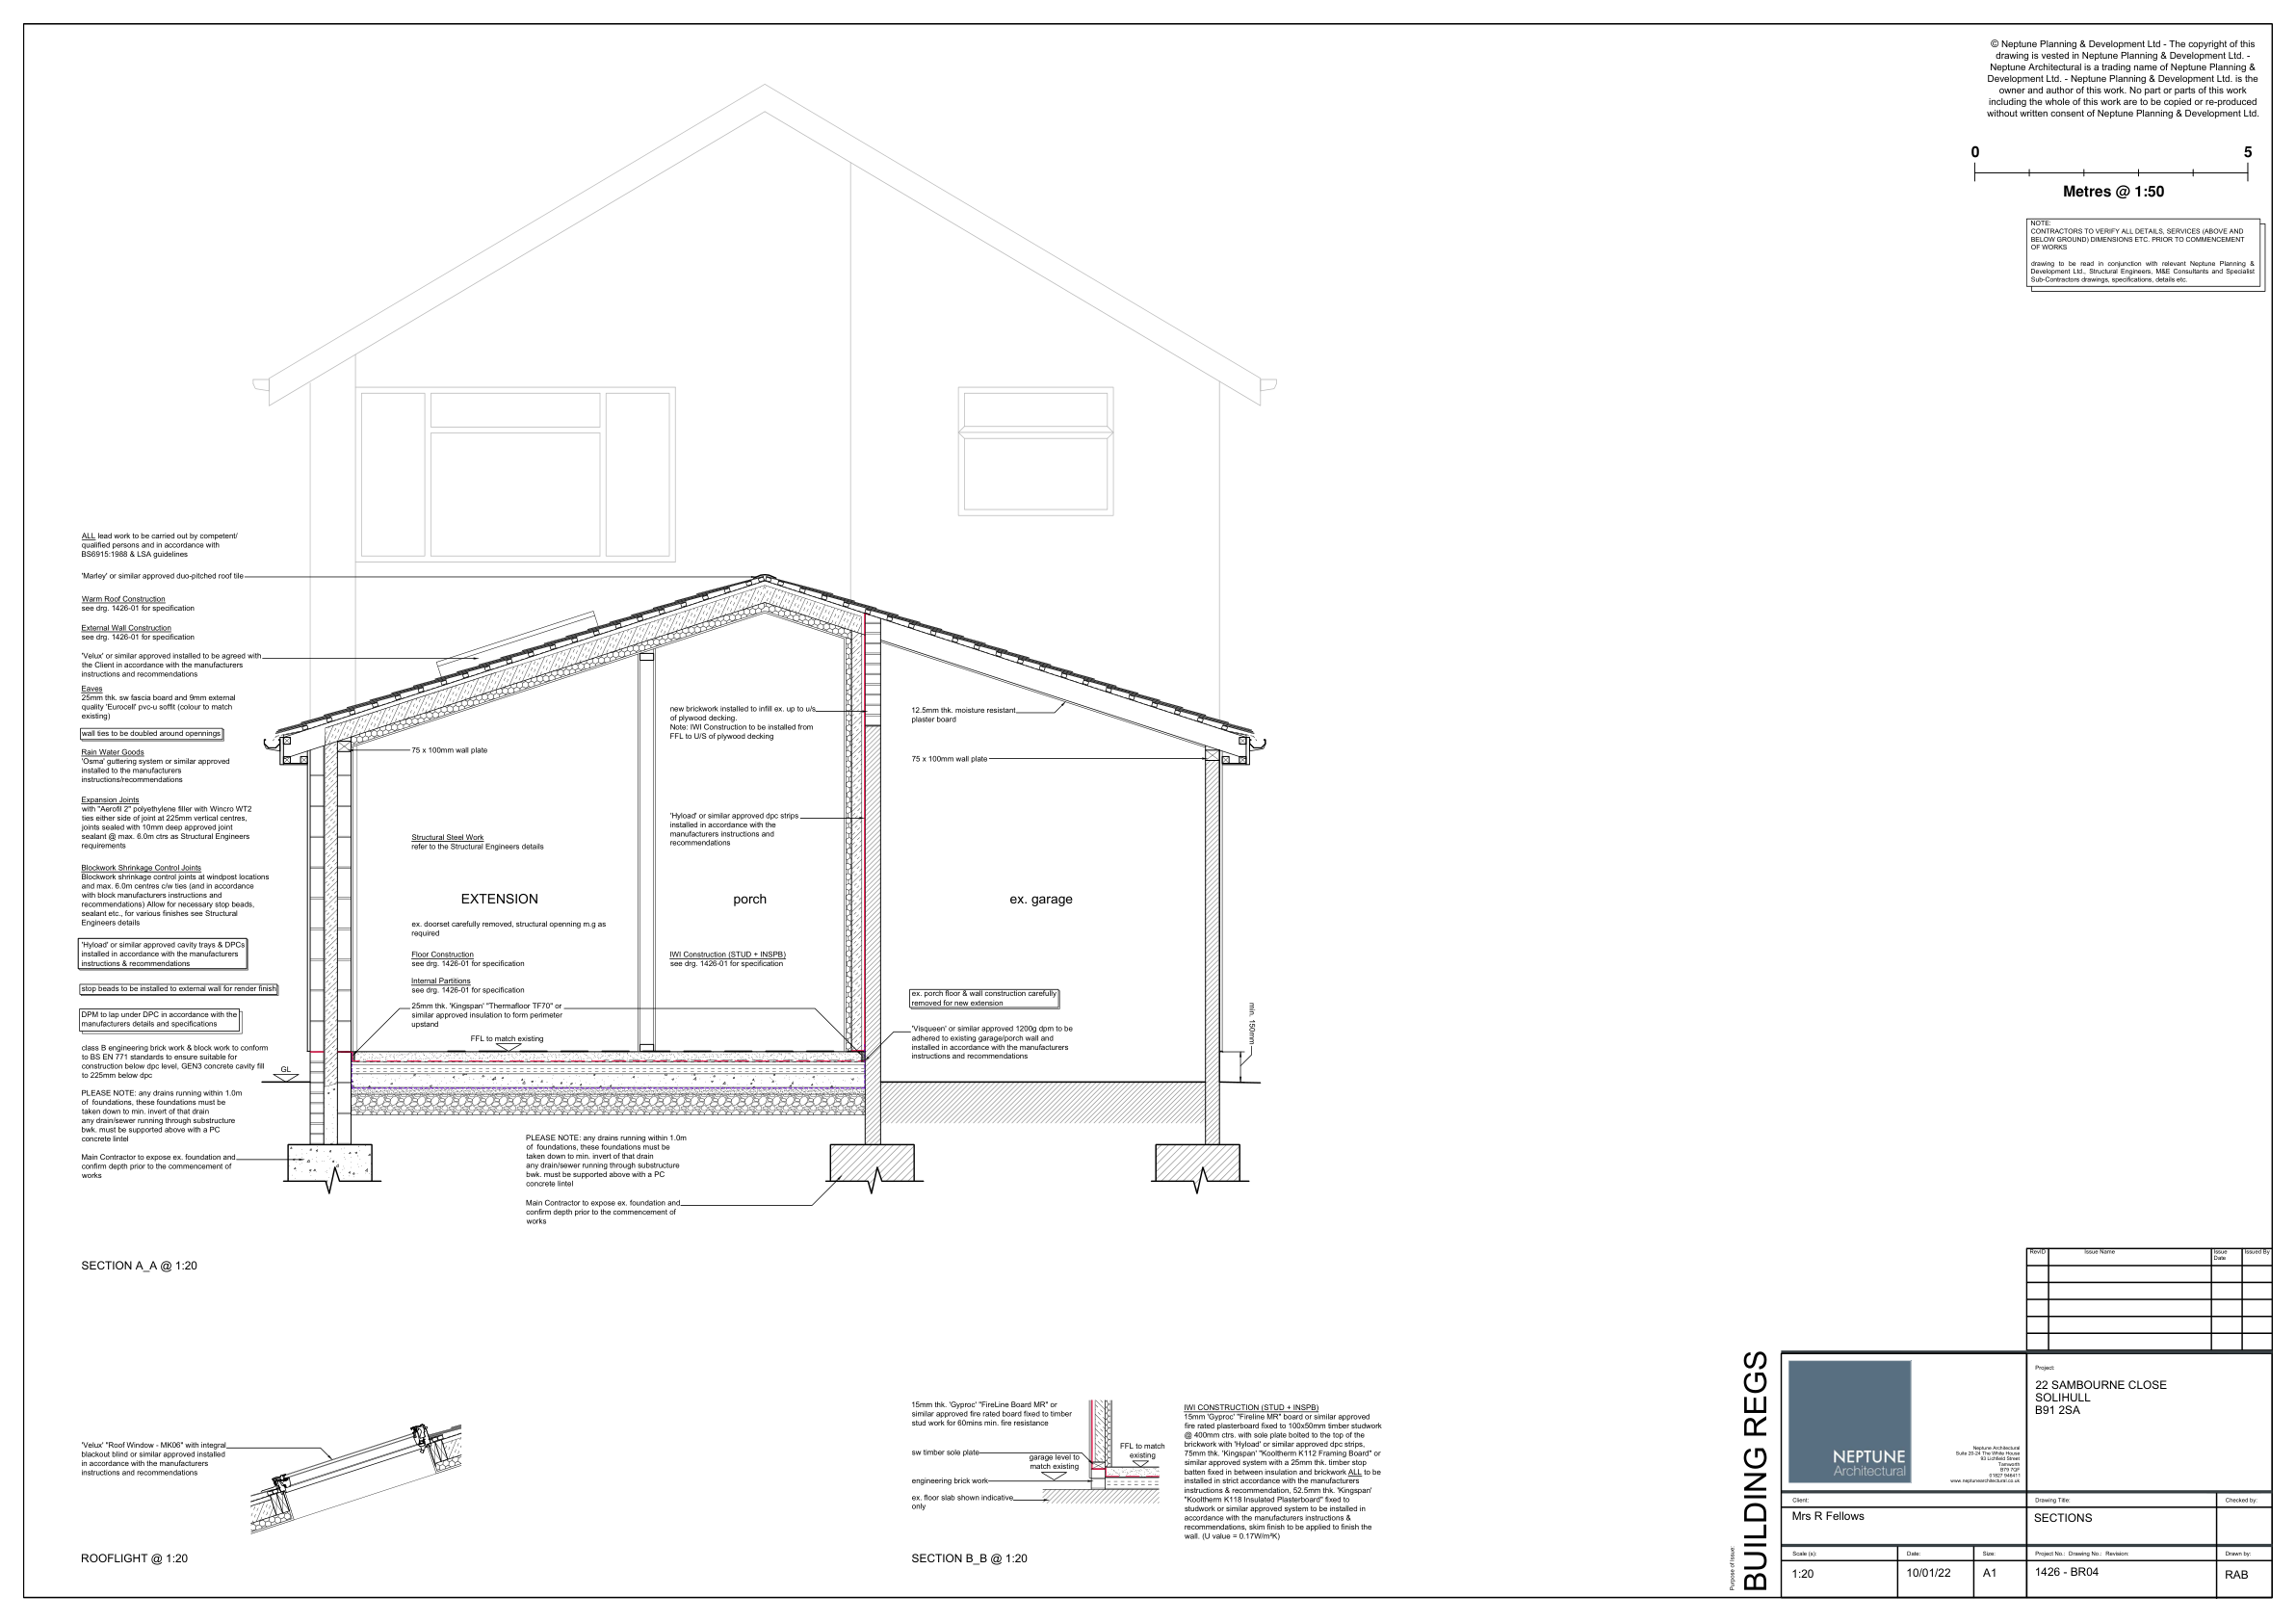 © Neptune Planning & Development Ltd - The copyright of this
drawing is vested in Neptune Planning & Development Ltd. -
Neptune Architectural is a trading name of Neptune Planning &
Development Ltd. - Neptune Planning & Development Ltd. is the
owner and author of this work. No part or parts of this work
including the whole of this work are to be copied or re-produced
without written consent of Neptune Planning & Development Ltd.
0 5
Metres @ 1:50
NOTE:
CONTRACTORS TO VERIFY ALL DETAILS, SERVICES (ABOVE AND
BELOW GROUND) DIMENSIONS ETC. PRIOR TO COMMENCEMENT
OF WORKS
drawing to be read in conjunction with relevant Neptune Planning &
Development Ltd., Structural Engineers, M&E Consultants and Specialist
Sub-Contractors drawings, specifications, details etc.
ALL lead work to be carried out by competent/
qualified persons and in accordance with
BS6915:1988 & LSA guidelines
'Marley' or similar approved duo-pitched roof tile
Warm Roof Construction
see drg. 1426-01 for specification
External Wall Construction
see drg. 1426-01 for specification
'Velux' or similar approved installed to be agreed with
the Client in accordance with the manufacturers
instructions and recommendations
Eaves
25mm thk. sw fascia board and 9mm external
quality 'Eurocell' pvc-u soffit (colour to match
existing)
wall ties to be doubled around opennings
Rain Water Goods
'Osma' guttering system or similar approved
installed to the manufacturers
instructions/recommendations
Expansion Joints
with "Aerofil 2" polyethylene filler with Wincro WT2
ties either side of joint at 225mm vertical centres,
joints sealed with 10mm deep approved joint
sealant @ max. 6.0m ctrs as Structural Engineers
requirements
Blockwork Shrinkage Control Joints
Blockwork shrinkage control joints at windpost locations
and max. 6.0m centres c/w ties (and in accordance
with block manufacturers instructions and
recommendations) Allow for necessary stop beads,
sealant etc., for various finishes see Structural
Engineers details
'Hyload' or similar approved cavity trays & DPCs
installed in accordance with the manufacturers
instructions & recommendations
stop beads to be installed to external wall for render finish
DPM to lap under DPC in accordance with the
manufacturers details and specifications
class B engineering brick work & block work to conform
to BS EN 771 standards to ensure suitable for
construction below dpc level, GEN3 concrete cavity fill
to 225mm below dpc
GL
PLEASE NOTE: any drains running within 1.0m
of foundations, these foundations must be
taken down to min. invert of that drain
any drain/sewer running through substructure
bwk. must be supported above with a PC
concrete lintel
Main Contractor to expose ex. foundation and
confirm depth prior to the commencement of
works
75 x 100mm wall plate
Structural Steel Work
refer to the Structural Engineers details
EXTENSION
ex. doorset carefully removed, structural openning m.g as
required
Floor Construction
see drg. 1426-01 for specification
Internal Partitions
see drg. 1426-01 for specification
25mm thk. 'Kingspan' "Thermafloor TF70" or
similar approved insulation to form perimeter
upstand
FFL to match existing
new brickwork installed to infill ex. up to u/s
of plywood decking.
Note: IWI Construction to be installed from
FFL to U/S of plywood decking
'Hyload' or similar approved dpc strips
installed in accordance with the
manufacturers instructions and
recommendations
porch
IWI Construction (STUD + INSPB)
see drg. 1426-01 for specification
12.5mm thk. moisture resistant
plaster board
75 x 100mm wall plate
ex. garage
ex. porch floor & wall construction carefully
removed for new extension
'Visqueen' or similar approved 1200g dpm to be
adhered to existing garage/porch wall and
installed in accordance with the manufacturers
instructions and recommendations
min. 150mm
PLEASE NOTE: any drains running within 1.0m
of foundations, these foundations must be
taken down to min. invert of that drain
any drain/sewer running through substructure
bwk. must be supported above with a PC
concrete lintel
Main Contractor to expose ex. foundation and
confirm depth prior to the commencement of
works
SECTION A_A @ 1:20
'Velux' "Roof Window - MK06" with integral
blackout blind or similar approved installed
in accordance with the manufacturers
instructions and recommendations
ROOFLIGHT @ 1:20
15mm thk. 'Gyproc' "FireLine Board MR" or
similar approved fire rated board fixed to timber
stud work for 60mins min. fire resistance
sw timber sole plate
garage level to
match existing
FFL to match
existing
engineering brick work
ex. floor slab shown indicative
only
SECTION B_B @ 1:20
IWI CONSTRUCTION (STUD + INSPB)
15mm 'Gyproc' "Fireline MR" board or similar approved
fire rated plasterboard fixed to 100x50mm timber studwork
@ 400mm ctrs. with sole plate bolted to the top of the
brickwork with 'Hyload' or similar approved dpc strips,
75mm thk. 'Kingspan' "Kooltherm K112 Framing Board" or
similar approved system with a 25mm thk. timber stop
batten fixed in between insulation and brickwork ALL to be
installed in strict accordance with the manufacturers
instructions & recommendation, 52.5mm thk. 'Kingspan'
"Kooltherm K118 Insulated Plasterboard" fixed to
studwork or similar approved system to be installed in
accordance with the manufacturers instructions &
recommendations, skim finish to be applied to finish the
wall. (U value = 0.17W/m²K)
Purpose of Issue:
BUILDING REGS
RevID Issue Name Issue Date Issued By
NEPTUNE
Architectural
Neptune Architectural
Suite 23-24 The White House
93 Lichfield Street
Tamworth
B79 7QF
www.neptunearchitectural.co.uk
Project:
22 SAMBOURNE CLOSE
SOLIHULL
B91 2SA
Client:
Mrs R Fellows
Drawing Title:
SECTIONS
Checked by:
Scale (s):
1:20
Date:
10/01/22
Size:
A1
Project No.: Drawing No.: Revision:
1426 - BR04
Drawn by:
RAB